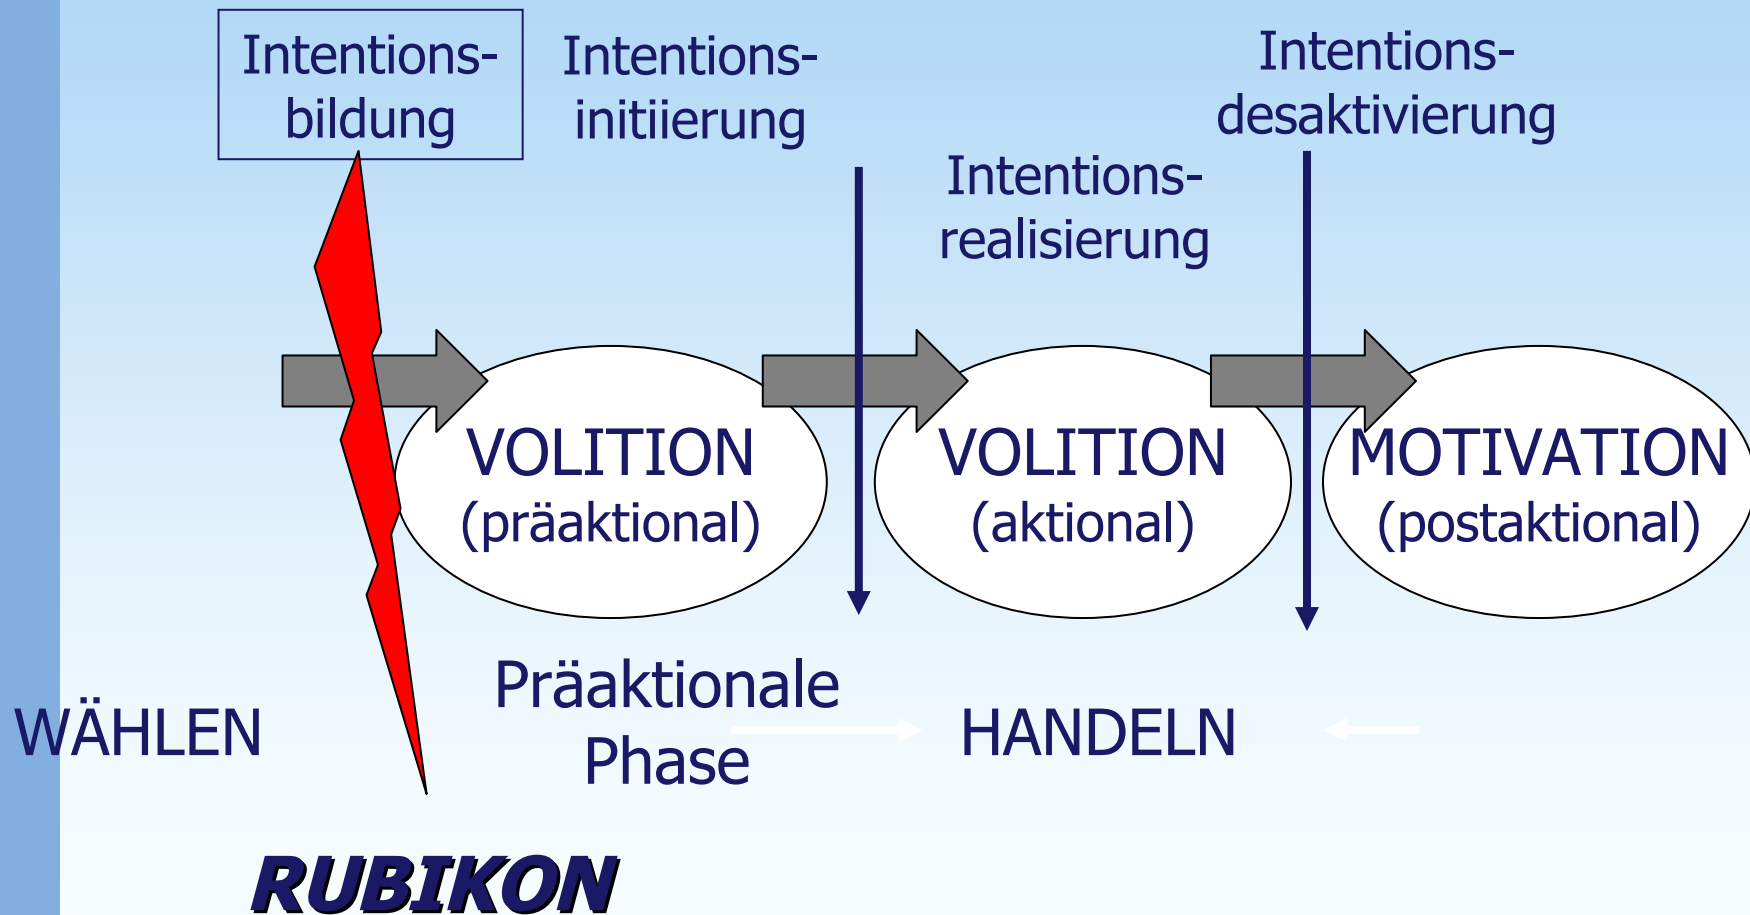 Intentions-
bildung
Intentions-
initiierung
Intentions-
realisierung
Intentions-
desaktivierung
VOLITION
(präaktional)
VOLITION
(aktional)
MOTIVATION
(postaktional)
WÄHLEN
Präaktionale
Phase
HANDELN
RUBIKON